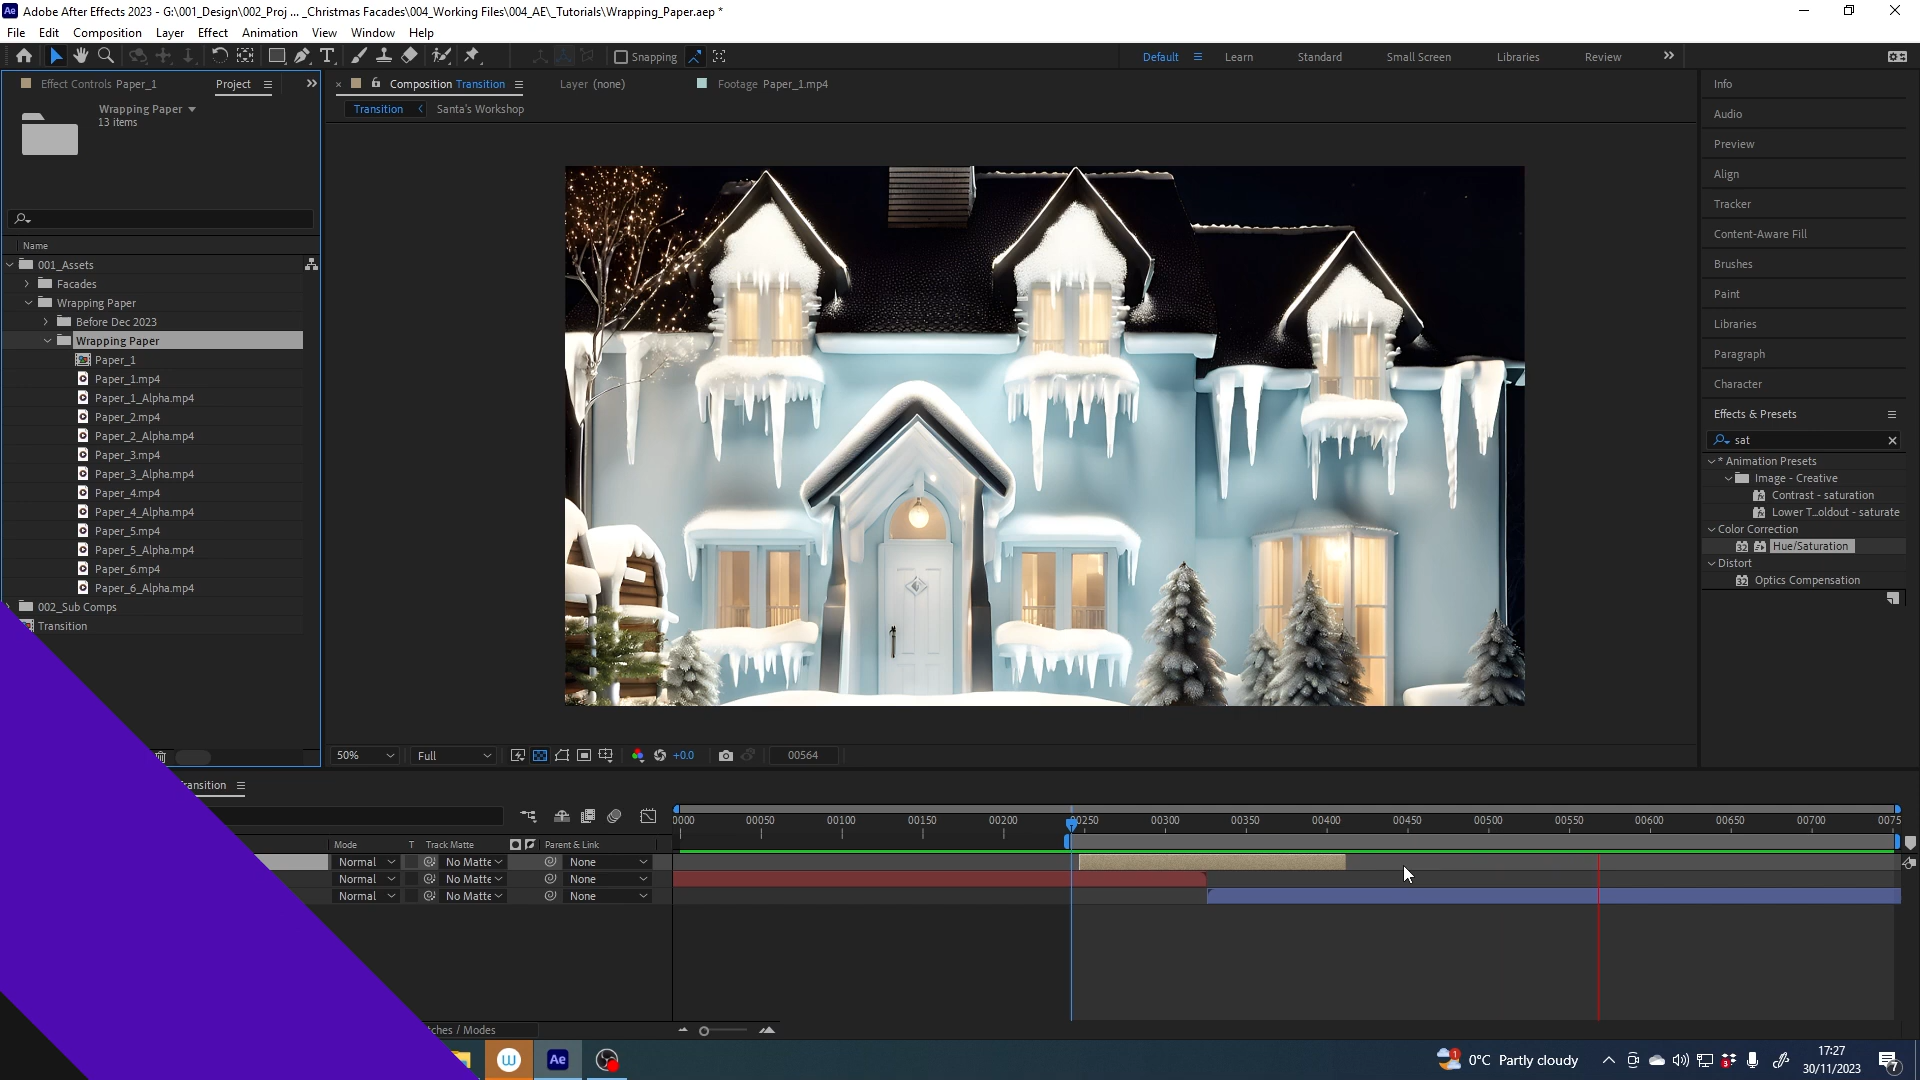 Adobe After Effects 2023 - G:\001_Design\002_Proj ... _Christmas Facades\004_Working Files\004_AE\_Tutorials\Wrapping_Paper.aep *
File Edit Composition Layer Effect Animation View Window Help
Snapping
Default Learn Standard Small Screen Libraries Review
Effect Controls Paper_1 Project
Composition Transition Layer (none) Footage Paper_1.mp4
Transition Santa's Workshop
Wrapping Paper
13 items
Name
001_Assets
Facades
Wrapping Paper
Before Dec 2023
Wrapping Paper
Paper_1
Paper_1.mp4
Paper_1_Alpha.mp4
Paper_2.mp4
Paper_2_Alpha.mp4
Paper_3.mp4
Paper_3_Alpha.mp4
Paper_4.mp4
Paper_4_Alpha.mp4
Paper_5.mp4
Paper_5_Alpha.mp4
Paper_6.mp4
Paper_6_Alpha.mp4
002_Sub Comps
Transition
Info
Audio
Preview
Align
Tracker
Content-Aware Fill
Brushes
Paint
Libraries
Paragraph
Character
Effects & Presets
sat
* Animation Presets
Image - Creative
Contrast - saturation
Lower T...oldout - saturate
Color Correction
32 Hue/Saturation
Distort
32 Optics Compensation
50% Full +0.0 00564
ransition
0000 00050 00100 00150 00200 00250 00300 00350 00400 00450 00500 00550 00600 00650 00700 0075
Mode T Track Matte Parent & Link
Normal No Matte None
Normal No Matte None
Normal No Matte None
tches / Modes
W Ae
1 0°C Partly cloudy
17:27
30/11/2023
7